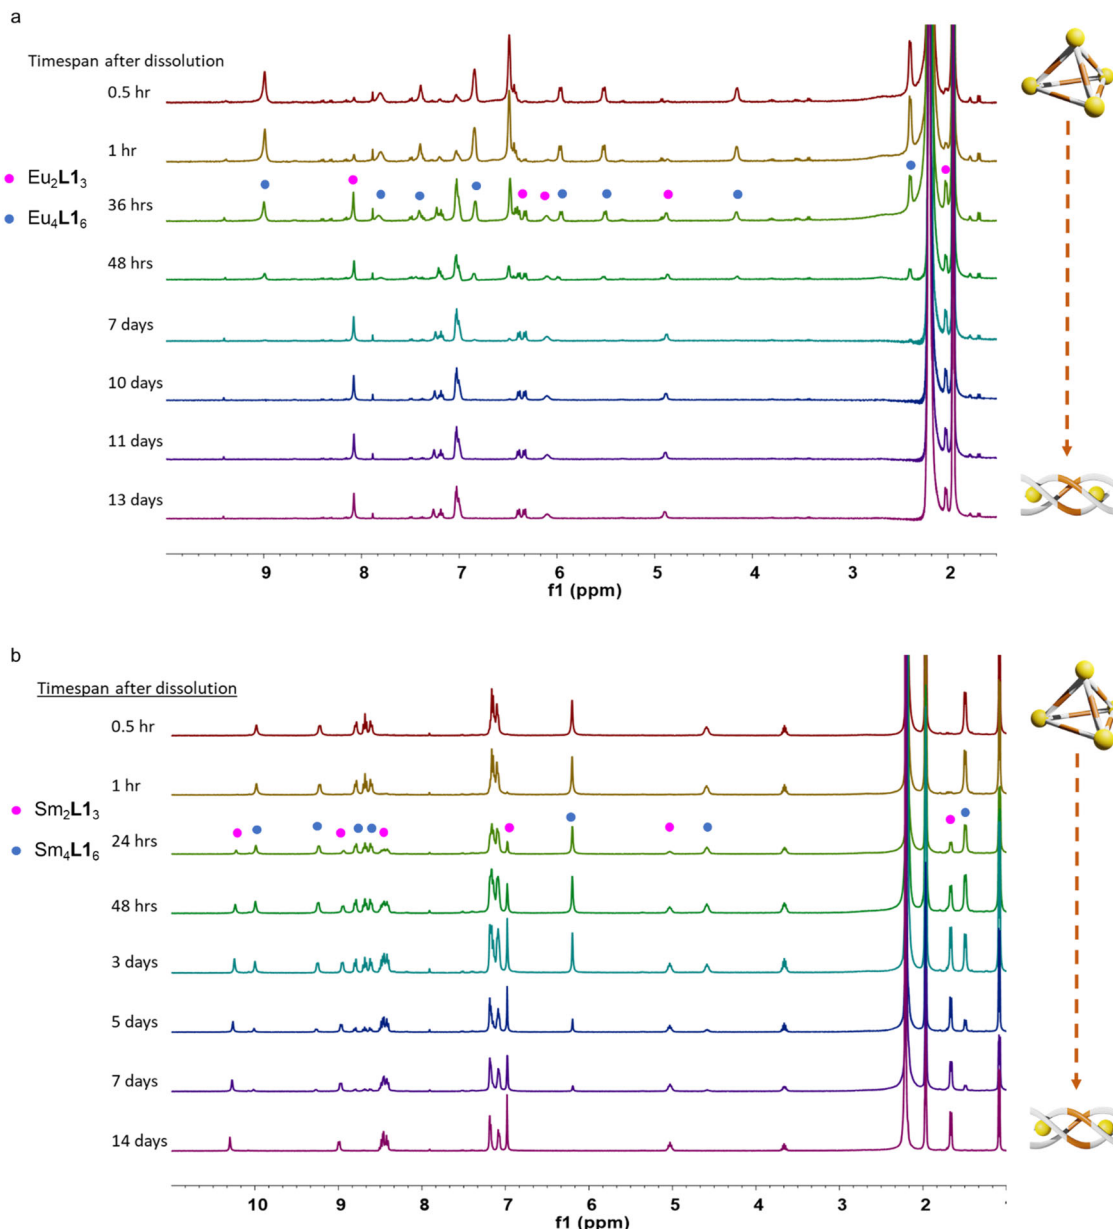 a
Timespan after dissolution
0.5 hr
1 hr
Eu2L13
36 hrs
Eu4L16
48 hrs
7 days
10 days
11 days
13 days
9 8 7 6 5 4 3 2
f1 (ppm)
b
Timespan after dissolution
0.5 hr
1 hr
Sm2L13
24 hrs
Sm4L16
48 hrs
3 days
5 days
7 days
14 days
10 9 8 7 6 5 4 3 2 1
f1 (ppm)